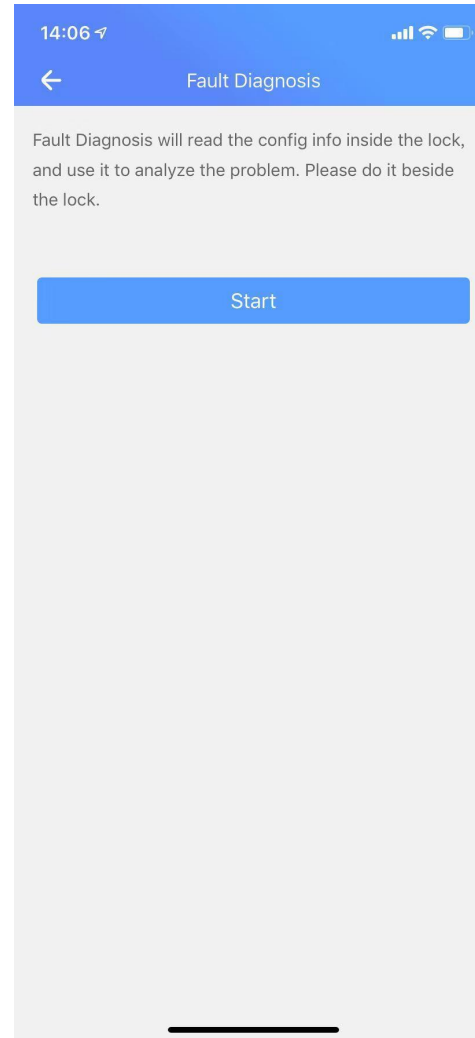 14:06
Fault Diagnosis
Fault Diagnosis will read the config info inside the lock,
and use it to analyze the problem. Please do it beside
the lock.
Start